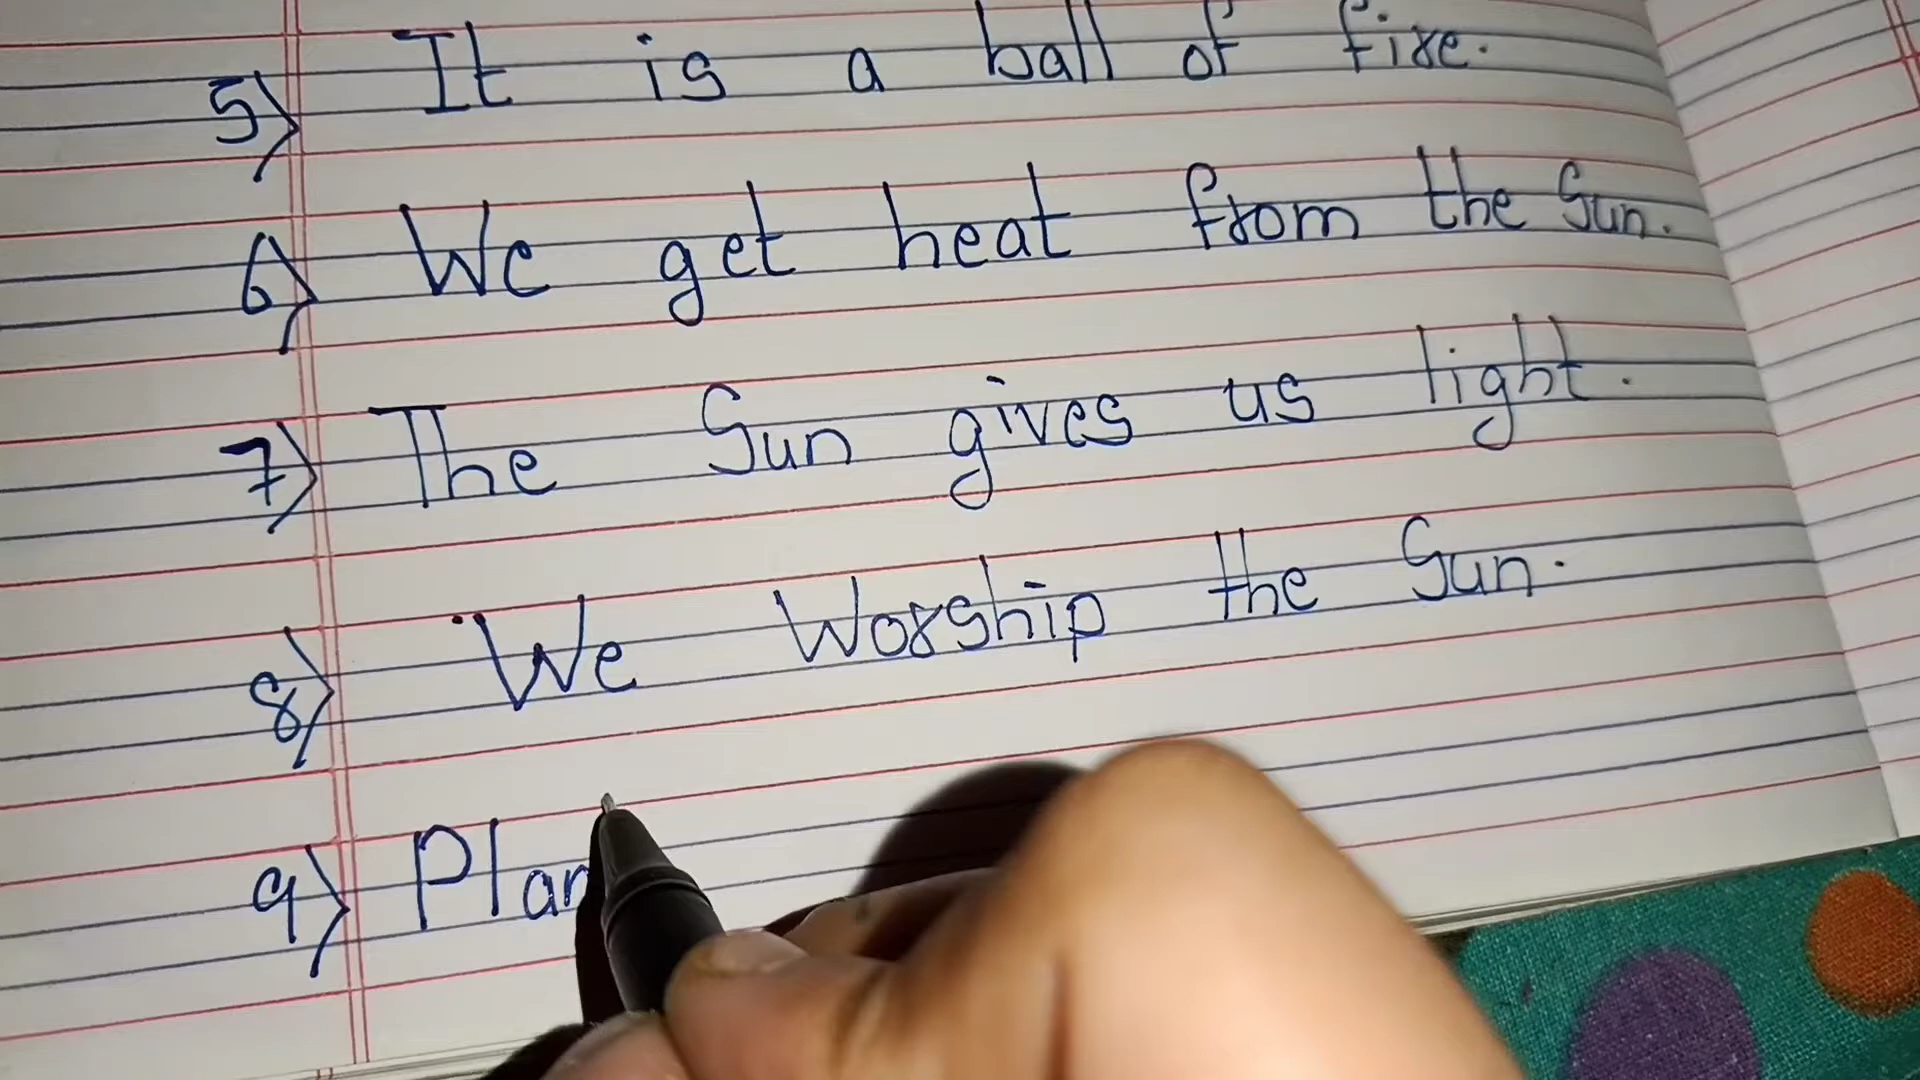 5) It is a ball of fire.
6) We get heat from the Sun.
7) The Sun gives us light.
8) We Worship the Sun.
9) Plan